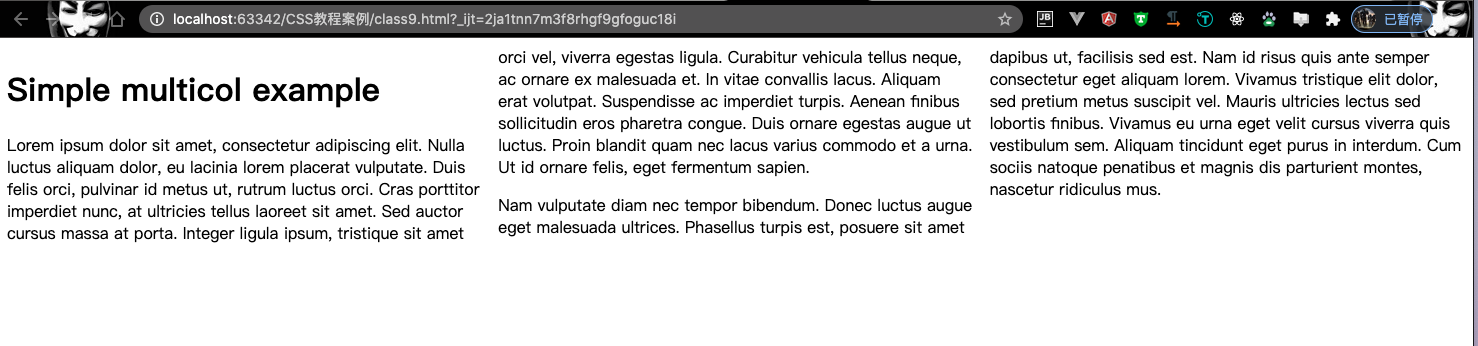 localhost:63342/CSS教程案例/class9.html?_ijt=2ja1tnn7m3f8rhgf9gfoguc18i
JB
已暂停
Simple multicol example
Lorem ipsum dolor sit amet, consectetur adipiscing elit. Nulla
luctus aliquam dolor, eu lacinia lorem placerat vulputate. Duis
felis orci, pulvinar id metus ut, rutrum luctus orci. Cras porttitor
imperdiet nunc, at ultricies tellus laoreet sit amet. Sed auctor
cursus massa at porta. Integer ligula ipsum, tristique sit amet
orci vel, viverra egestas ligula. Curabitur vehicula tellus neque,
ac ornare ex malesuada et. In vitae convallis lacus. Aliquam
erat volutpat. Suspendisse ac imperdiet turpis. Aenean finibus
sollicitudin eros pharetra congue. Duis ornare egestas augue ut
luctus. Proin blandit quam nec lacus varius commodo et a urna.
Ut id ornare felis, eget fermentum sapien.
Nam vulputate diam nec tempor bibendum. Donec luctus augue
eget malesuada ultrices. Phasellus turpis est, posuere sit amet
dapibus ut, facilisis sed est. Nam id risus quis ante semper
consectetur eget aliquam lorem. Vivamus tristique elit dolor,
sed pretium metus suscipit vel. Mauris ultricies lectus sed
lobortis finibus. Vivamus eu urna eget velit cursus viverra quis
vestibulum sem. Aliquam tincidunt eget purus in interdum. Cum
sociis natoque penatibus et magnis dis parturient montes,
nascetur ridiculus mus.